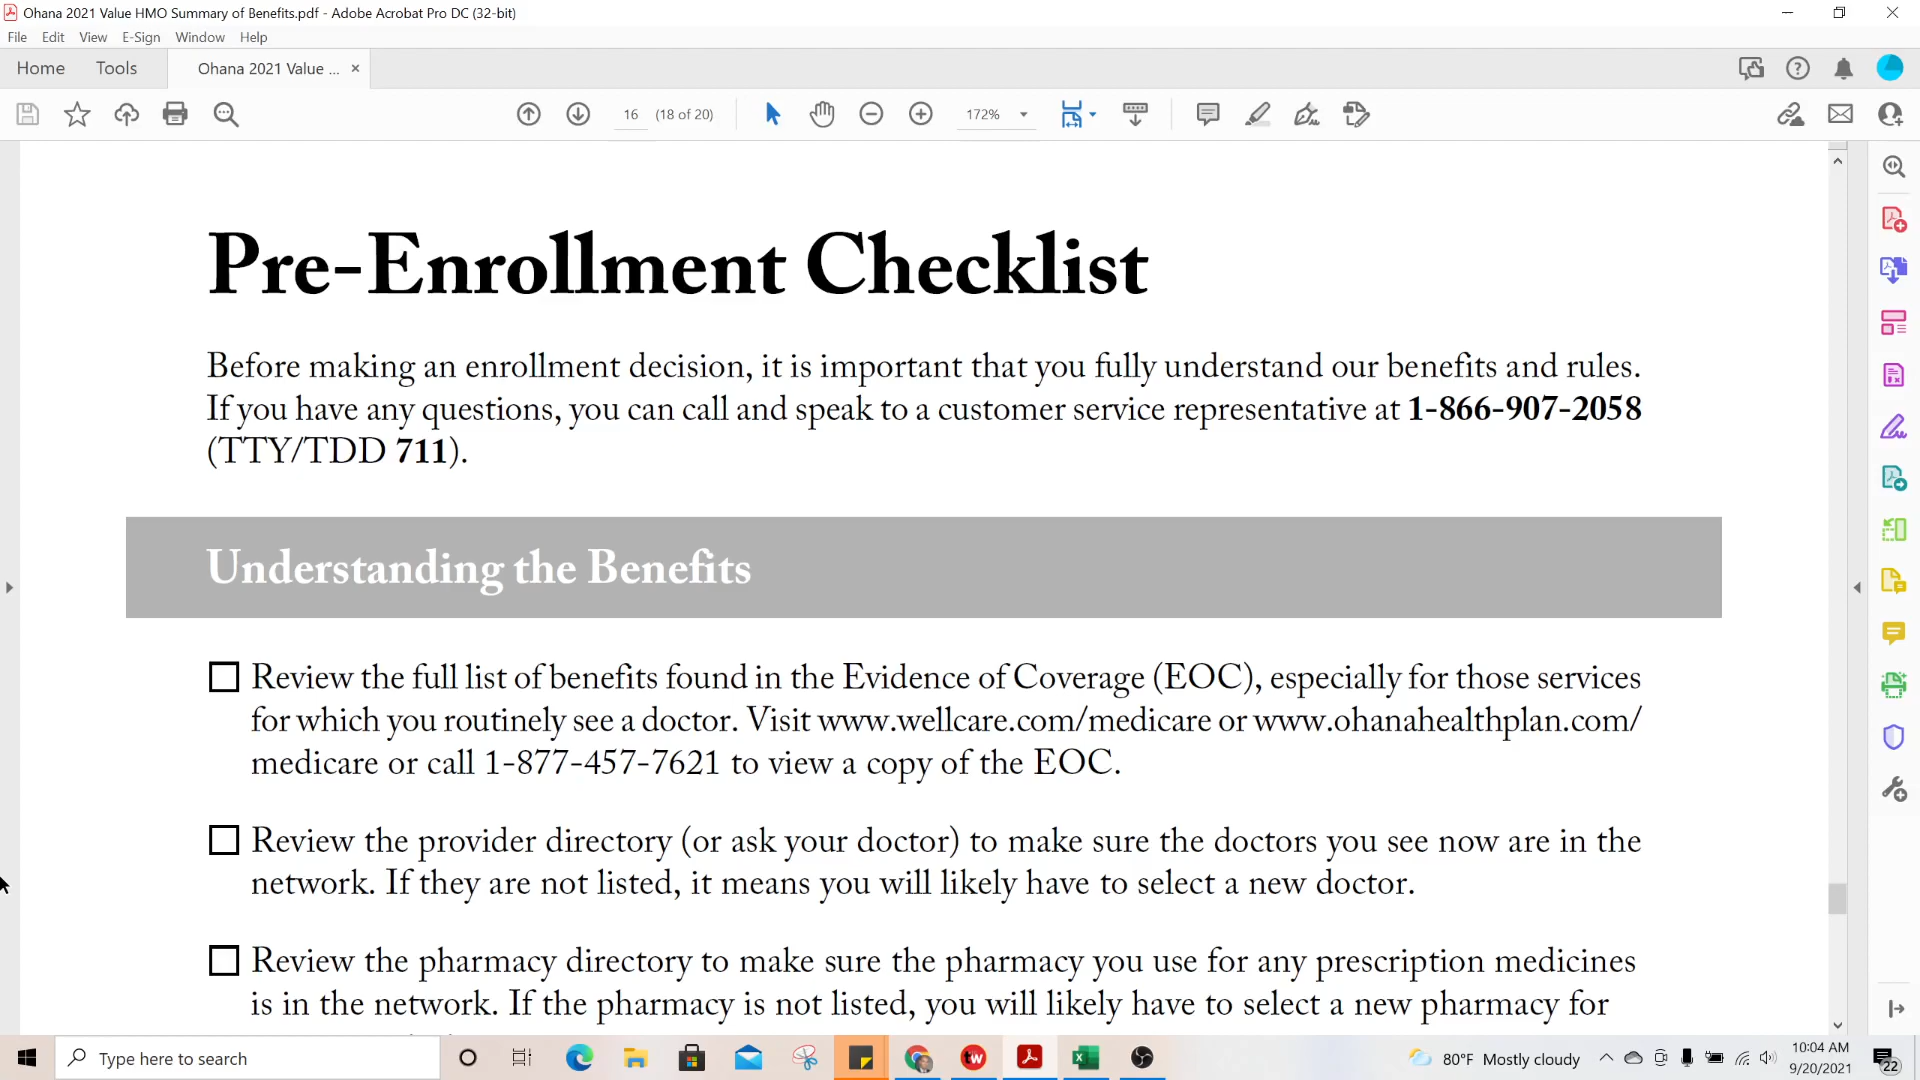 Ohana 2021 Value HMO Summary of Benefits.pdf - Adobe Acrobat Pro DC (32-bit)
File Edit View E-Sign Window Help
Home Tools Ohana 2021 Value ... ×
16 (18 of 20) 172%
Pre-Enrollment Checklist
Before making an enrollment decision, it is important that you fully understand our benefits and rules.
If you have any questions, you can call and speak to a customer service representative at 1-866-907-2058
(TTY/TDD 711).
Understanding the Benefits
Review the full list of benefits found in the Evidence of Coverage (EOC), especially for those services
for which you routinely see a doctor. Visit www.wellcare.com/medicare or www.ohanahealthplan.com/
medicare or call 1-877-457-7621 to view a copy of the EOC.
Review the provider directory (or ask your doctor) to make sure the doctors you see now are in the
network. If they are not listed, it means you will likely have to select a new doctor.
Review the pharmacy directory to make sure the pharmacy you use for any prescription medicines
is in the network. If the pharmacy is not listed, you will likely have to select a new pharmacy for
Type here to search
tw
80°F Mostly cloudy
10:04 AM
9/20/2021
22